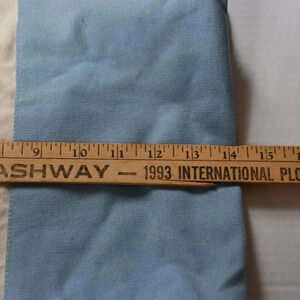 9 10 11 12 13 14 15
ASHWAY — 1993 INTERNATIONAL PLO